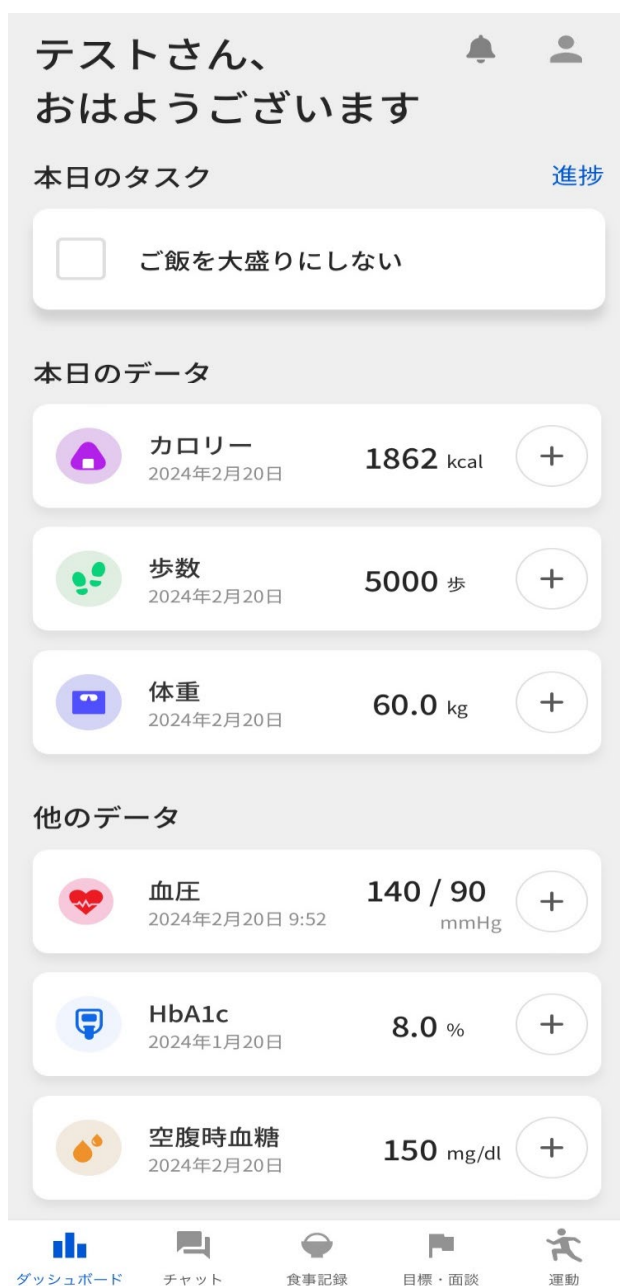 テストさん、
おはようございます
本日のタスク 進捗
ご飯を大盛りにしない
本日のデータ
カロリー
2024年2月20日
1862 kcal
歩数
2024年2月20日
5000 歩
体重
2024年2月20日
60.0 kg
他のデータ
血圧
2024年2月20日 9:52
140 / 90
mmHg
HbA1c
2024年1月20日
8.0 %
空腹時血糖
2024年2月20日
150 mg/dl
ダッシュボード チャット 食事記録 目標・面談 運動